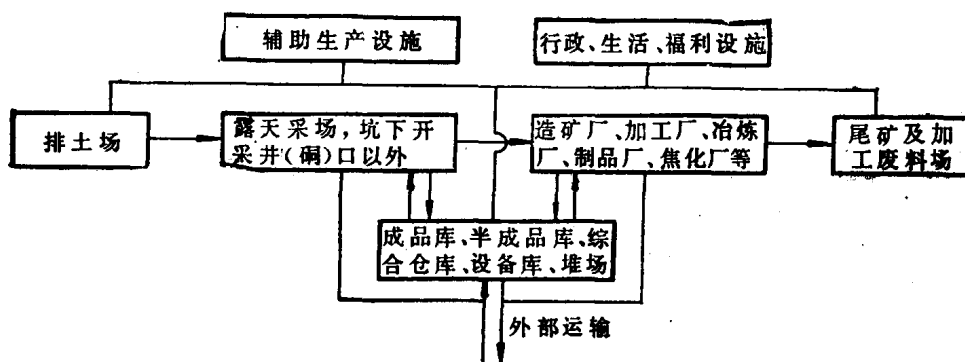 辅助生产设施
行政、生活、福利设施
排土场
露天采场,坑下开
采井(硐)口以外
造矿厂、加工厂、冶炼
厂、制品厂、焦化厂等
尾矿及加
工废料场
成品库、半成品库、综
合仓库、设备库、堆场
外部运输